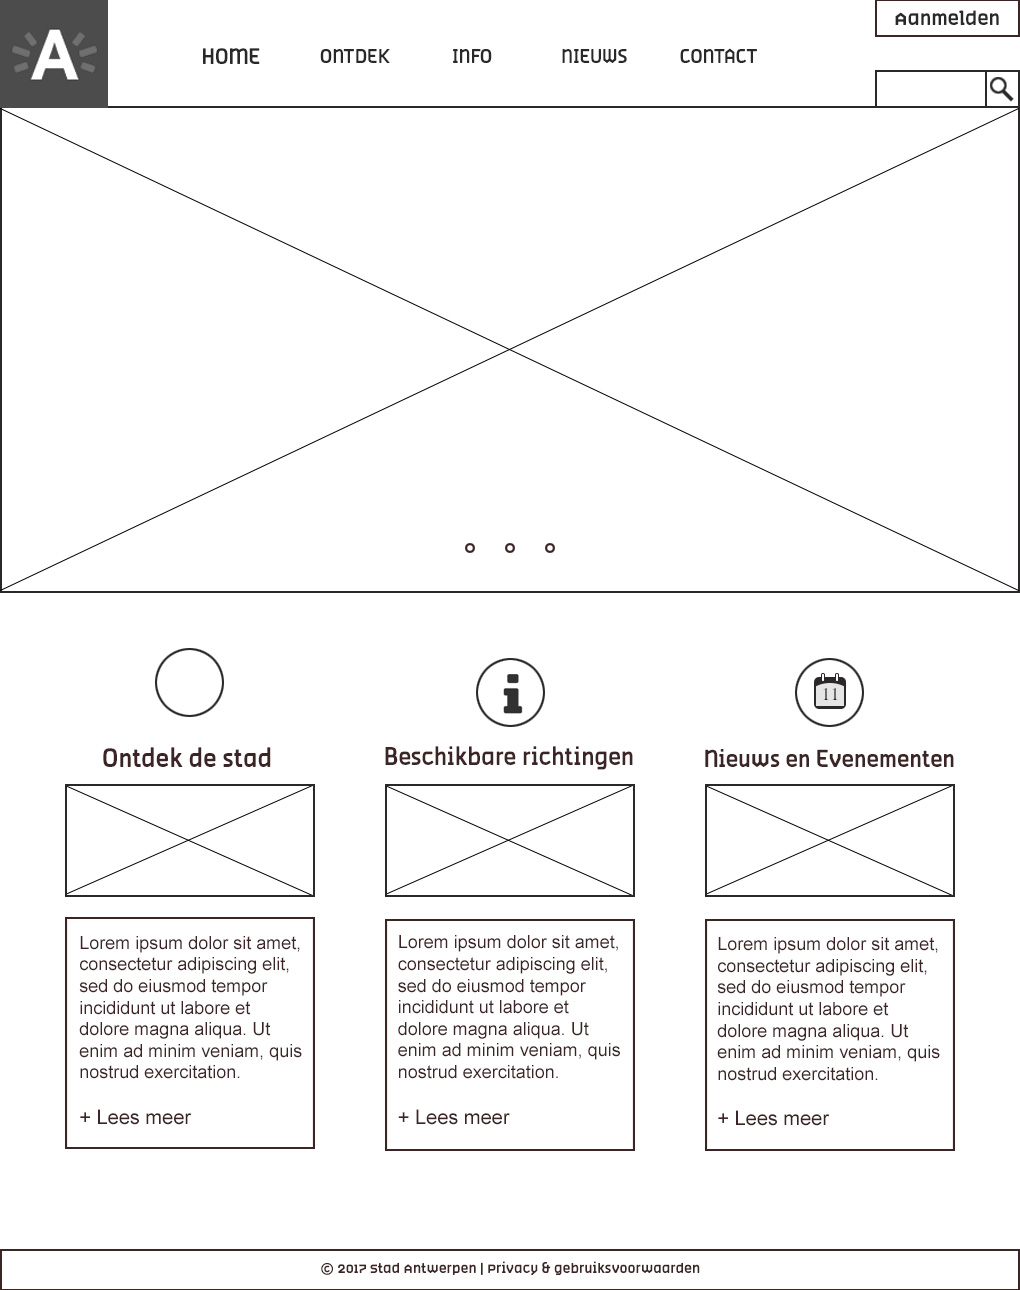 Aanmelden
A
HOME ONTDEK INFO NIEUWS CONTACT
11
Ontdek de stad
Beschikbare richtingen
Nieuws en Evenementen
Lorem ipsum dolor sit amet,
consectetur adipiscing elit,
sed do eiusmod tempor
incididunt ut labore et
dolore magna aliqua. Ut
enim ad minim veniam, quis
nostrud exercitation.
+ Lees meer
Lorem ipsum dolor sit amet,
consectetur adipiscing elit,
sed do eiusmod tempor
incididunt ut labore et
dolore magna aliqua. Ut
enim ad minim veniam, quis
nostrud exercitation.
+ Lees meer
Lorem ipsum dolor sit amet,
consectetur adipiscing elit,
sed do eiusmod tempor
incididunt ut labore et
dolore magna aliqua. Ut
enim ad minim veniam, quis
nostrud exercitation.
+ Lees meer
© 2017 Stad Antwerpen | Privacy & gebruiksvoorwaarden